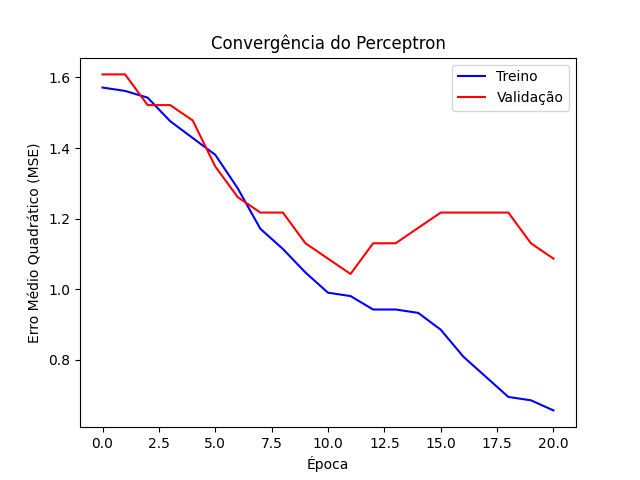 Convergência do Perceptron
Treino
Validação
Erro Médio Quadrático (MSE)
1.6
1.4
1.2
1.0
0.8
0.0 2.5 5.0 7.5 10.0 12.5 15.0 17.5 20.0
Época